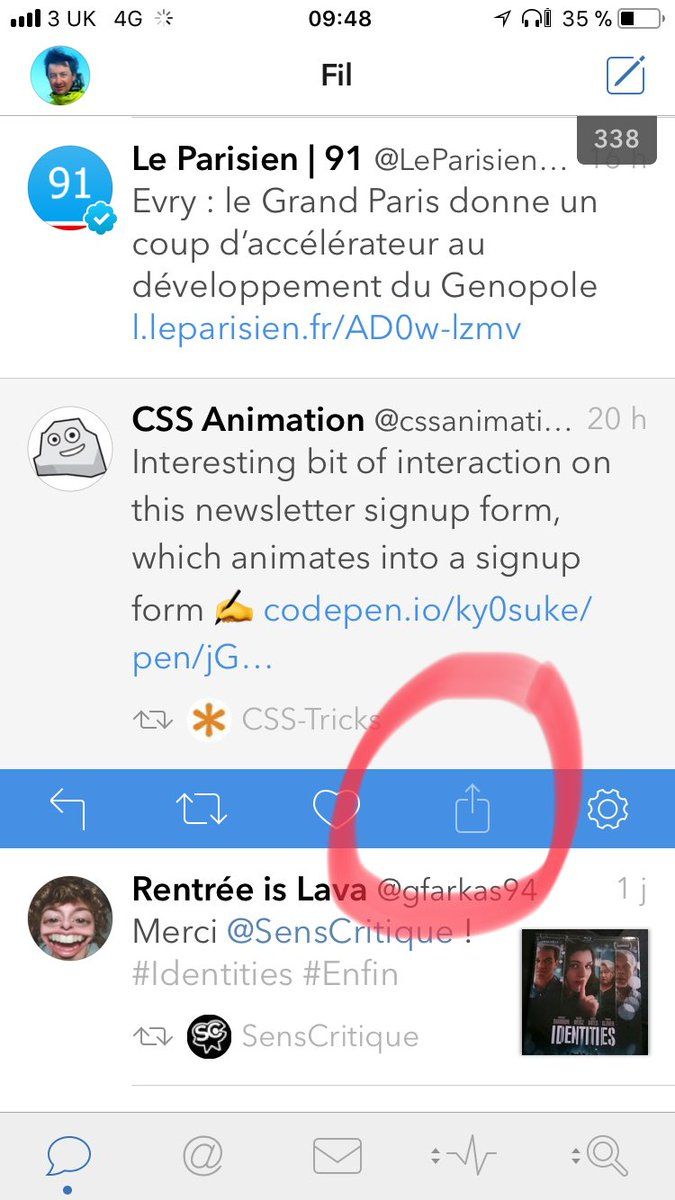 3 UK 4G 09:48 35 %
Fil
338
Le Parisien | 91 @LeParisien… 16 h
91
Evry : le Grand Paris donne un
coup d’accélérateur au
développement du Genopole
l.leparisien.fr/AD0w-lzmv
CSS Animation @cssanimati… 20 h
Interesting bit of interaction on
this newsletter signup form,
which animates into a signup
form ✍️ codepen.io/ky0suke/
pen/jG…
CSS-Tricks
Rentrée is Lava @gfarkas94 1 j
Merci @SensCritique !
#Identities #Enfin
IDENTITIES
SC SensCritique